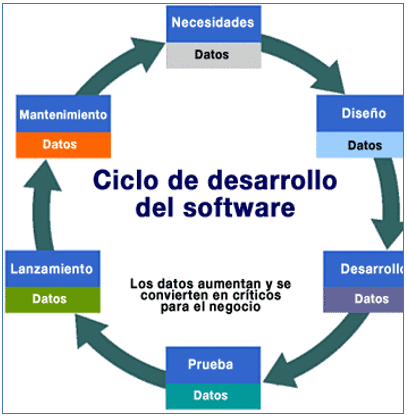 Necesidades
Datos
Diseño
Datos
Mantenimiento
Datos
Ciclo de desarrollo
del software
Desarrollo
Datos
Lanzamiento
Datos
Los datos aumentan y se
convierten en críticos
para el negocio
Prueba
Datos